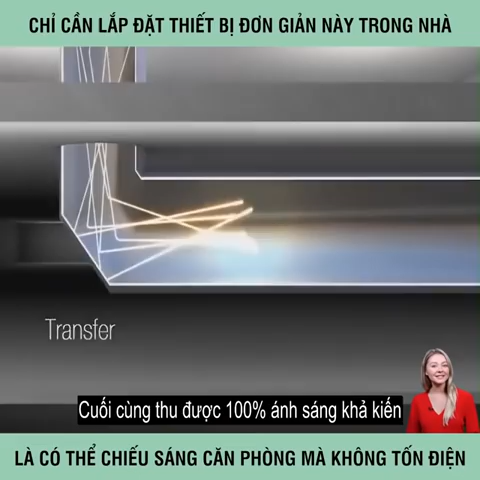 CHỈ CẦN LẮP ĐẶT THIẾT BỊ ĐƠN GIẢN NÀY TRONG NHÀ
Transfer
Cuối cùng thu được 100% ánh sáng khả kiến
LÀ CÓ THỂ CHIẾU SÁNG CĂN PHÒNG MÀ KHÔNG TỐN ĐIỆN